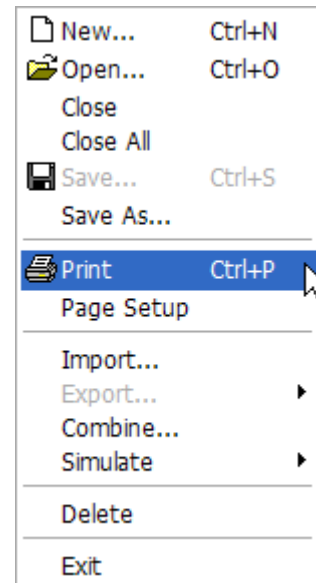 New... Ctrl+N
Open... Ctrl+O
Close
Close All
Save... Ctrl+S
Save As...
Print Ctrl+P
Page Setup
Import...
Export...
Combine...
Simulate
Delete
Exit